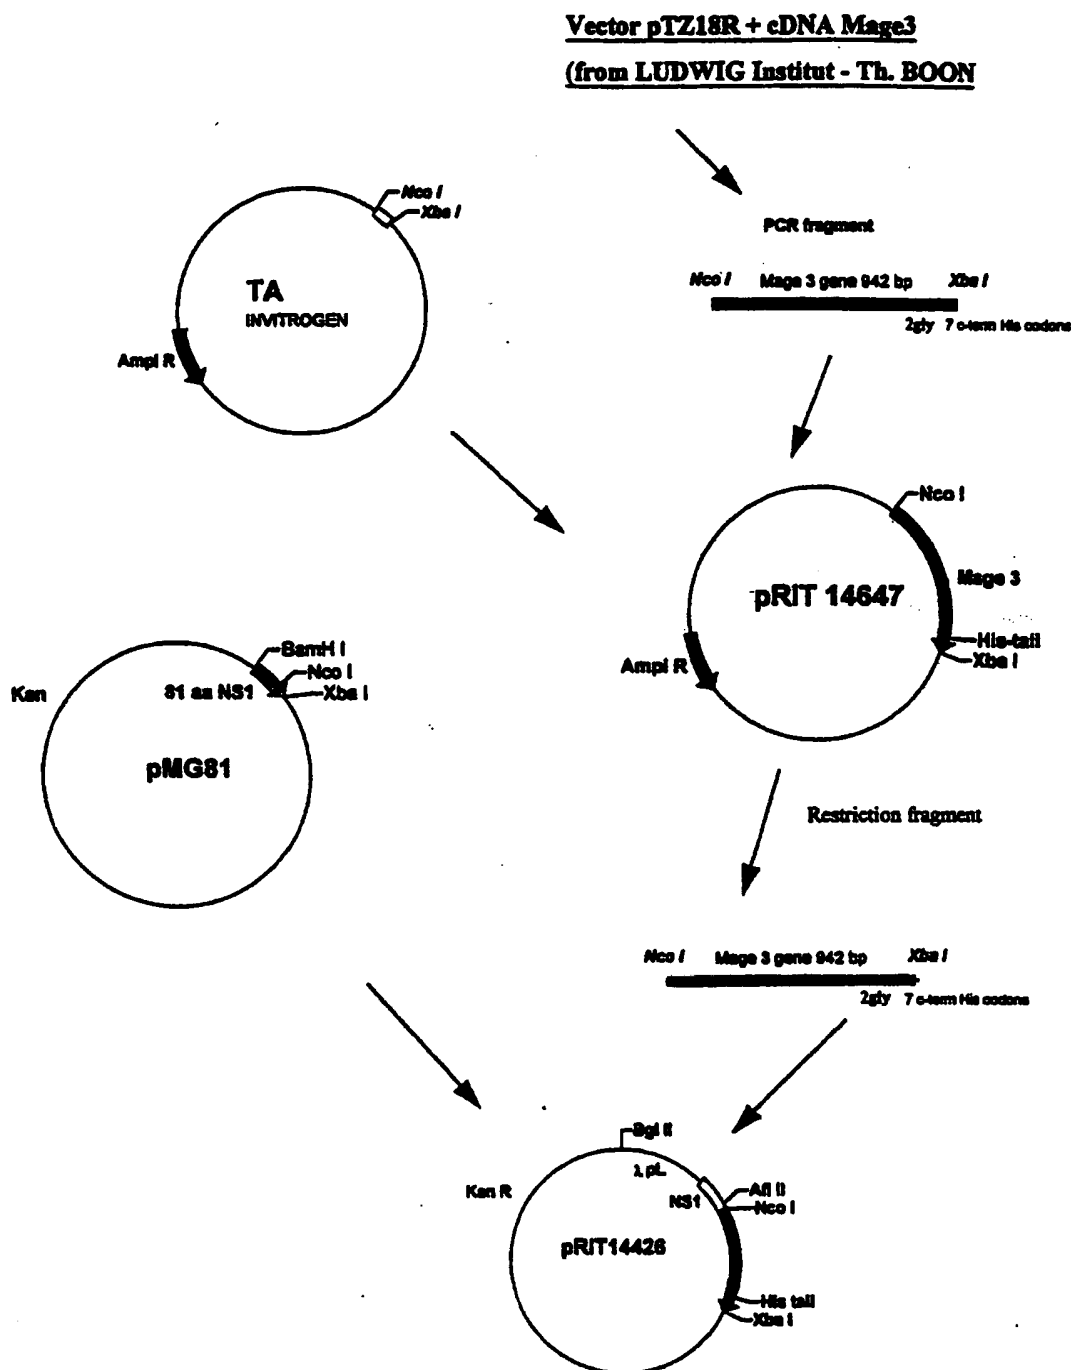 Vector pTZ18R + cDNA Mage3
(from LUDWIG Institut - Th. BOON
Nco I
Xba I
TA
INVITROGEN
Ampi R
PCR fragment
Nco I Mage 3 gene 942 bp Xba I
2gly 7 c-term His codons
Nco I
Mage 3
pRIT 14647
His-tail
Xba I
Ampi R
BamH I
Nco I
Xba I
81 aa NS1
Kan
pMG81
Restriction fragment
Nco I Mage 3 gene 942 bp Xba I
2gly 7 c-term His codons
Bgl II
λ pL
Kan R
NS1
Afl II
Nco I
pRIT14426
His tail
Xba I